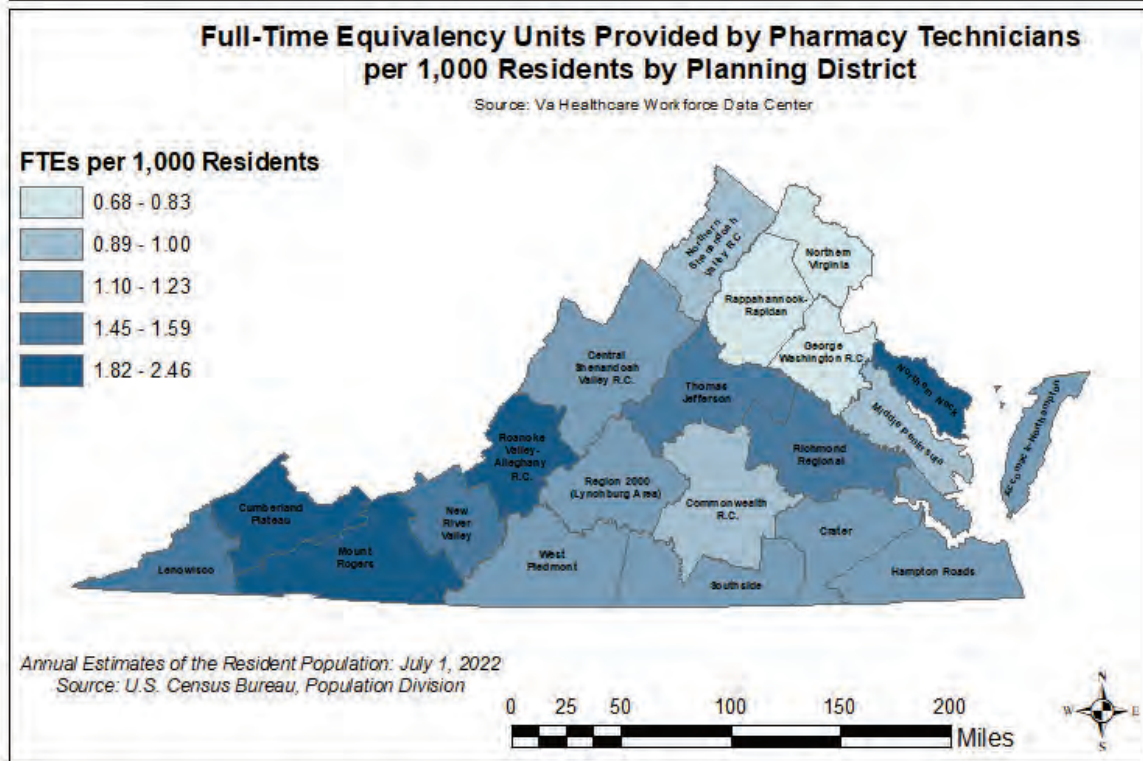 Full-Time Equivalency Units Provided by Pharmacy Technicians
per 1,000 Residents by Planning District
Source: Va Healthcare Workforce Data Center
FTEs per 1,000 Residents
0.68 - 0.83
0.89 - 1.00
1.10 - 1.23
1.45 - 1.59
1.82 - 2.46
Northern
Shenandoah
Valley R.C.
Northern
Virginia
Rappahannock-
Rapidan
George
Washington R.C.
Central
Shenandoah
Valley R.C.
Northern Neck
Thomas
Jefferson
Middle Peninsula
Accomack-Northampton
Roanoke
Valley-
Alleghany
R.C.
Richmond
Regional
Region 2000
(Lynchburg Area)
Commonwealth
R.C.
Cumberland
Plateau
New
River
Valley
Crater
Mount
Rogers
West
Piedmont
Lenowisco
Southside
Hampton Roads
Annual Estimates of the Resident Population: July 1, 2022
Source: U.S. Census Bureau, Population Division
0 25 50 100 150 200
Miles
N
W E
S